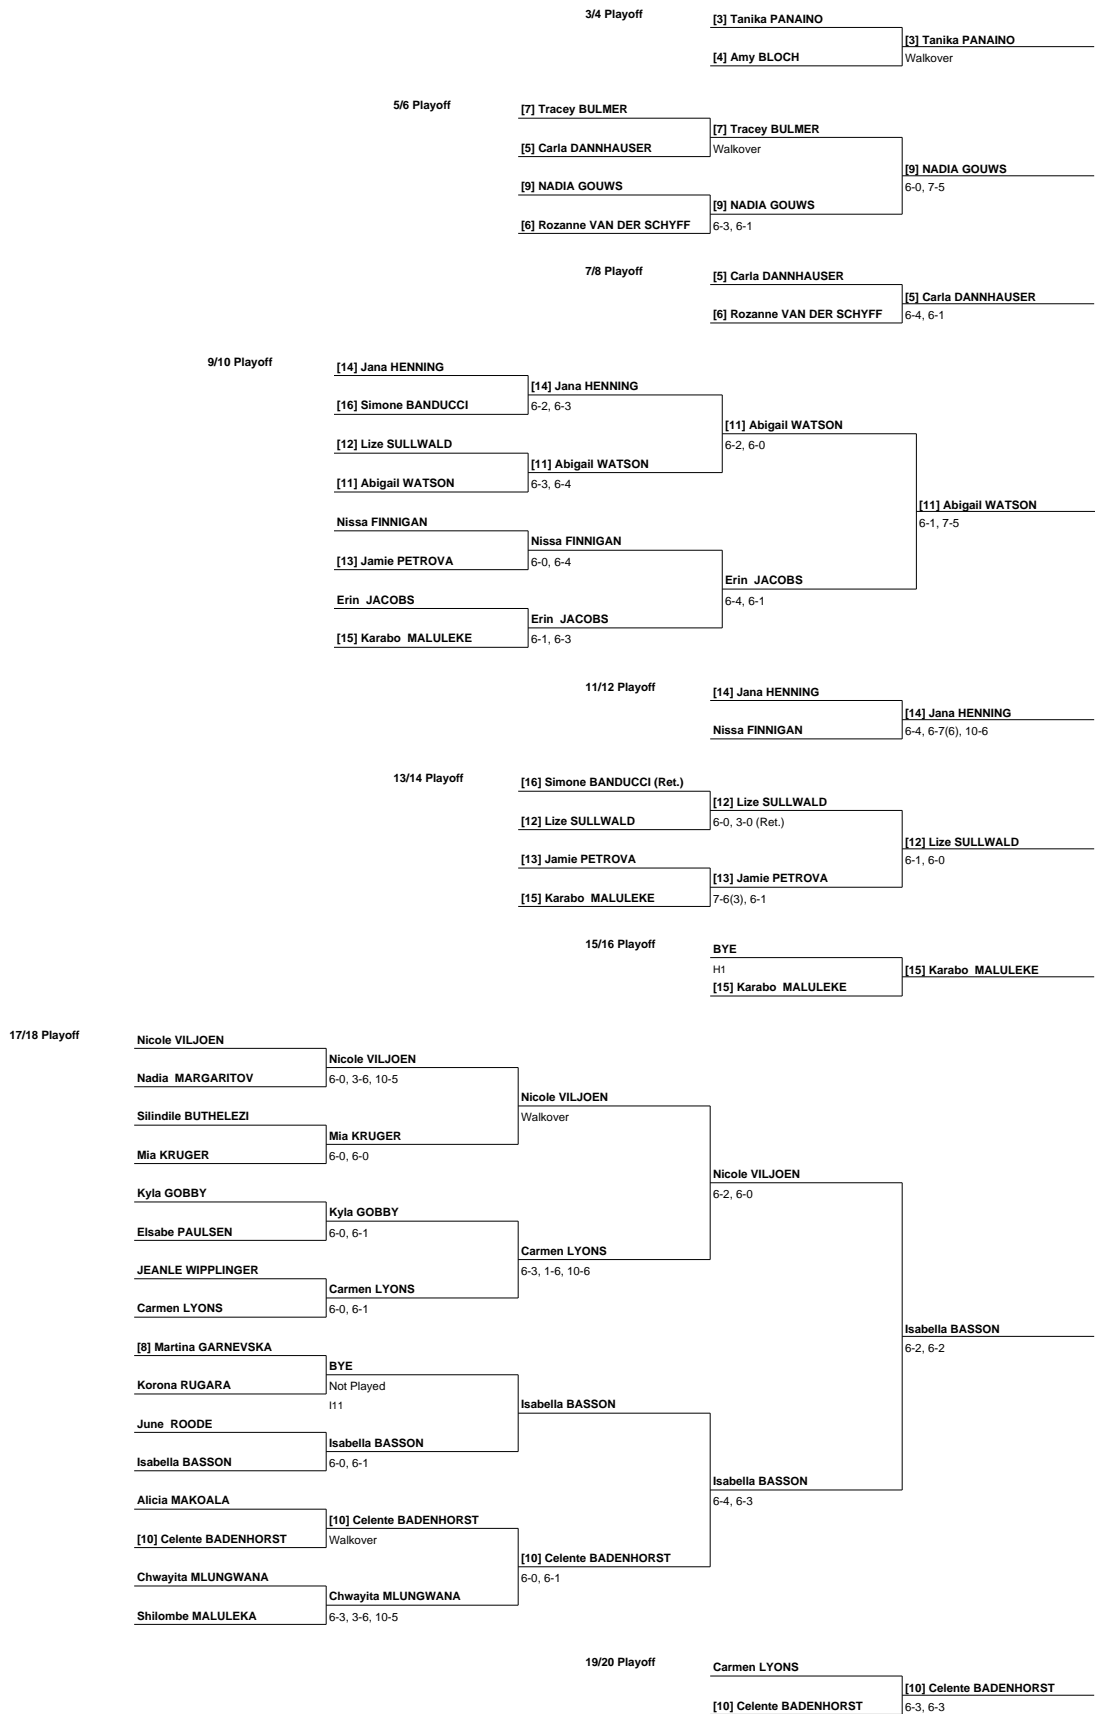 3/4 Playoff
[3] Tanika PANAINO
[3] Tanika PANAINO
[4] Amy BLOCH
Walkover
5/6 Playoff
[7] Tracey BULMER
[7] Tracey BULMER
[5] Carla DANNHAUSER
Walkover
[9] NADIA GOUWS
[9] NADIA GOUWS
6-0, 7-5
[9] NADIA GOUWS
[6] Rozanne VAN DER SCHYFF
6-3, 6-1
7/8 Playoff
[5] Carla DANNHAUSER
[5] Carla DANNHAUSER
[6] Rozanne VAN DER SCHYFF
6-4, 6-1
9/10 Playoff
[14] Jana HENNING
[14] Jana HENNING
[16] Simone BANDUCCI
6-2, 6-3
[11] Abigail WATSON
[12] Lize SULLWALD
6-2, 6-0
[11] Abigail WATSON
[11] Abigail WATSON
6-3, 6-4
[11] Abigail WATSON
Nissa FINNIGAN
6-1, 7-5
Nissa FINNIGAN
[13] Jamie PETROVA
6-0, 6-4
Erin JACOBS
Erin JACOBS
6-4, 6-1
Erin JACOBS
[15] Karabo MALULEKE
6-1, 6-3
11/12 Playoff
[14] Jana HENNING
[14] Jana HENNING
Nissa FINNIGAN
6-4, 6-7(6), 10-6
13/14 Playoff
[16] Simone BANDUCCI (Ret.)
[12] Lize SULLWALD
[12] Lize SULLWALD
6-0, 3-0 (Ret.)
[12] Lize SULLWALD
[13] Jamie PETROVA
6-1, 6-0
[13] Jamie PETROVA
[15] Karabo MALULEKE
7-6(3), 6-1
15/16 Playoff
BYE
H1
[15] Karabo MALULEKE
[15] Karabo MALULEKE
17/18 Playoff
Nicole VILJOEN
Nicole VILJOEN
Nadia MARGARITOV
6-0, 3-6, 10-5
Nicole VILJOEN
Silindile BUTHELEZI
Walkover
Mia KRUGER
Mia KRUGER
6-0, 6-0
Nicole VILJOEN
Kyla GOBBY
6-2, 6-0
Kyla GOBBY
Elsabe PAULSEN
6-0, 6-1
Carmen LYONS
JEANLE WIPPLINGER
6-3, 1-6, 10-6
Carmen LYONS
Carmen LYONS
6-0, 6-1
Isabella BASSON
[8] Martina GARNEVSKA
6-2, 6-2
BYE
Korona RUGARA
Not Played
I11
Isabella BASSON
June ROODE
Isabella BASSON
Isabella BASSON
6-0, 6-1
Isabella BASSON
Alicia MAKOALA
6-4, 6-3
[10] Celente BADENHORST
[10] Celente BADENHORST
Walkover
[10] Celente BADENHORST
Chwayita MLUNGWANA
6-0, 6-1
Chwayita MLUNGWANA
Shilombe MALULEKA
6-3, 3-6, 10-5
19/20 Playoff
Carmen LYONS
[10] Celente BADENHORST
[10] Celente BADENHORST
6-3, 6-3